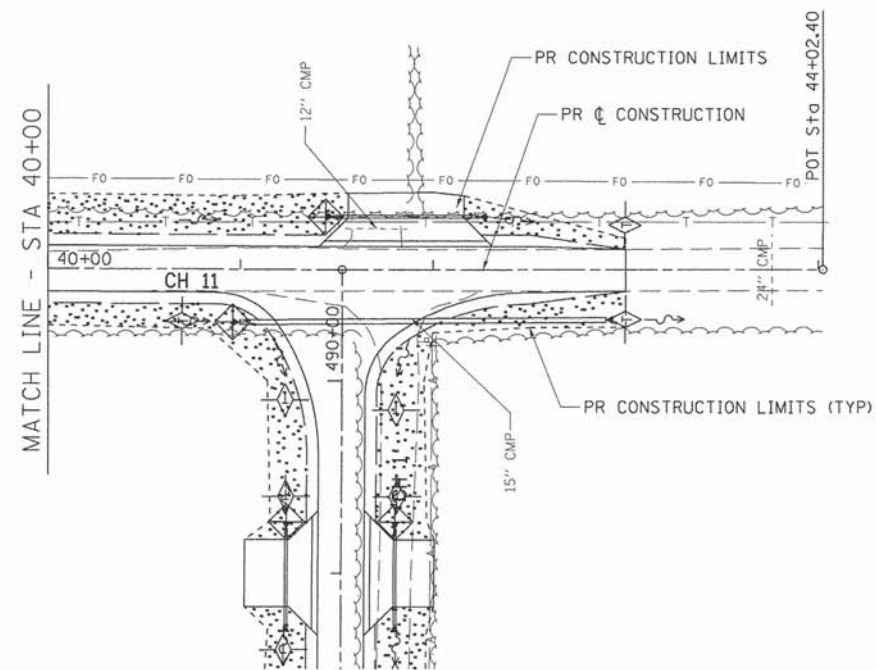 MATCH LINE - STA 40+00
12" CMP
PR CONSTRUCTION LIMITS
PR ℄ CONSTRUCTION
POT Sta 44+02.40
FO FO FO FO FO FO FO FO FO
T T T T T T T
40+00
CH 11
490+00
24" CMP
15" CMP
PR CONSTRUCTION LIMITS (TYP)